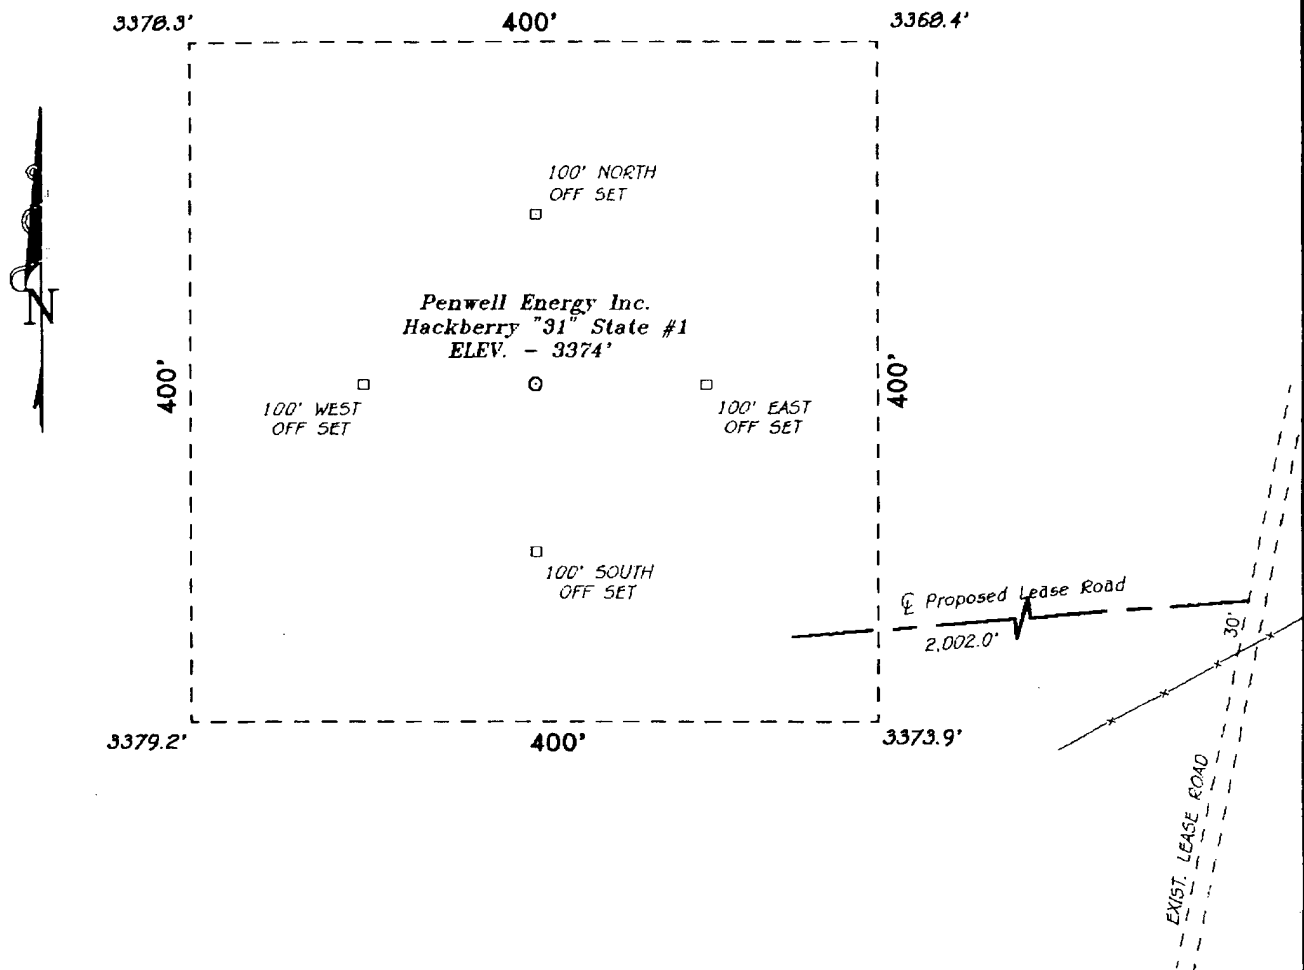 3378.3'
400'
3368.4'
100' NORTH
OFF SET
N
Penwell Energy Inc.
Hackberry "31" State #1
ELEV. - 3374'
400'
400'
100' WEST
OFF SET
100' EAST
OFF SET
100' SOUTH
OFF SET
℄ Proposed Lease Road
2,002.0'
30'
3379.2'
400'
3373.9'
EXIST. LEASE ROAD